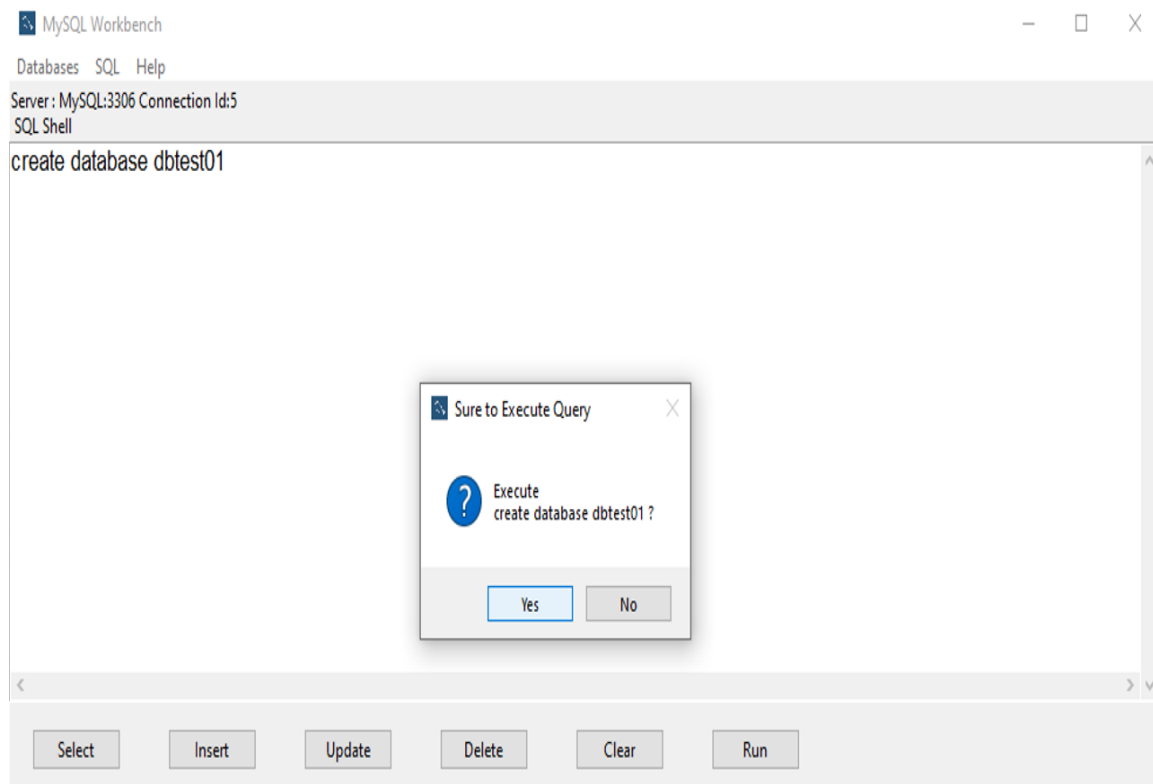 MySQL Workbench
Databases SQL Help
Server : MySQL:3306 Connection Id:5
SQL Shell
create database dbtest01
Sure to Execute Query
Execute
create database dbtest01 ?
Yes No
Select Insert Update Delete Clear Run